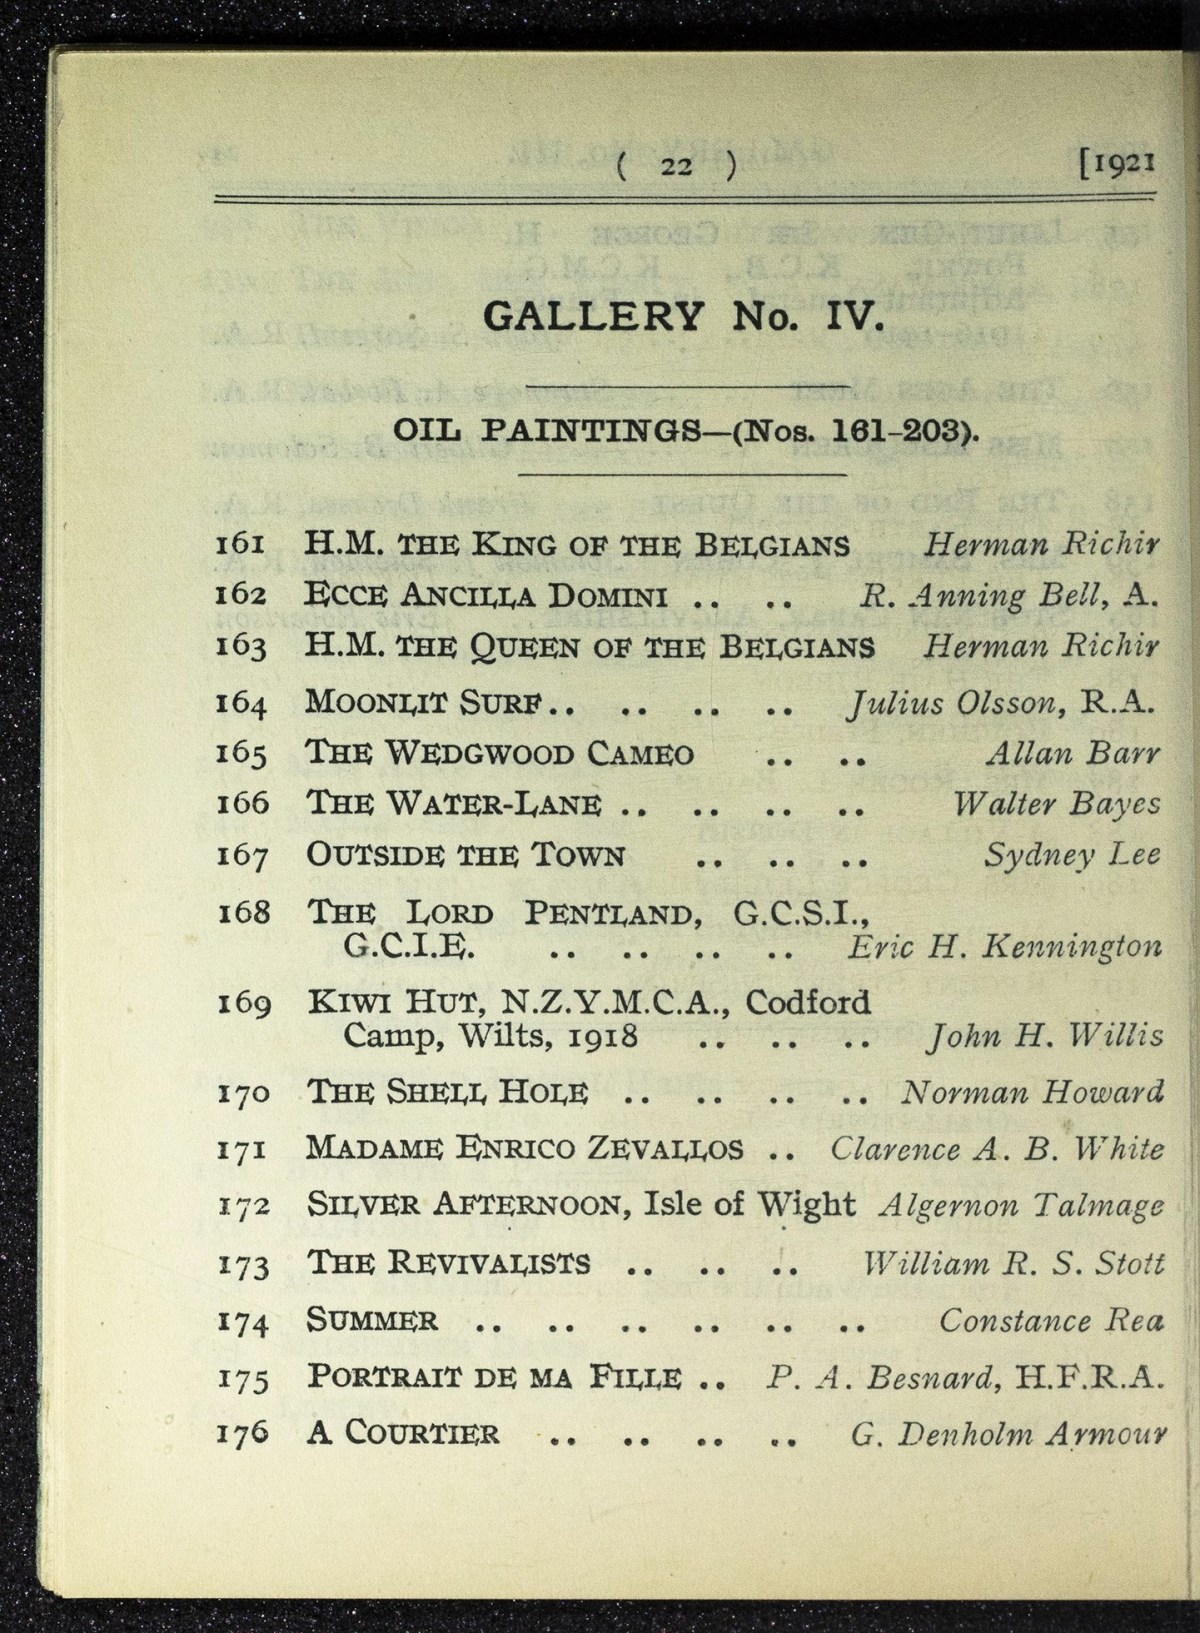 ( 22 ) [1921
GALLERY No. IV.
OIL PAINTINGS—(Nos. 161-203).
161 H.M. THE KING OF THE BELGIANS Herman Richir
162 ECCE ANCILLA DOMINI .. .. R. Anning Bell, A.
163 H.M. THE QUEEN OF THE BELGIANS Herman Richir
164 MOONLIT SURF.. .. .. .. Julius Olsson, R.A.
165 THE WEDGWOOD CAMEO .. .. Allan Barr
166 THE WATER-LANE .. .. .. .. Walter Bayes
167 OUTSIDE THE TOWN .. .. .. Sydney Lee
168 THE LORD PENTLAND, G.C.S.I.,
G.C.I.E. .. .. .. .. Eric H. Kennington
169 KIWI HUT, N.Z.Y.M.C.A., Codford
Camp, Wilts, 1918 .. .. .. John H. Willis
170 THE SHELL HOLE .. .. .. .. Norman Howard
171 MADAME ENRICO ZEVALLOS .. Clarence A. B. White
172 SILVER AFTERNOON, Isle of Wight Algernon Talmage
173 THE REVIVALISTS .. .. .. William R. S. Stott
174 SUMMER .. .. .. .. .. .. Constance Rea
175 PORTRAIT DE MA FILLE .. P. A. Besnard, H.F.R.A.
176 A COURTIER .. .. .. .. G. Denholm Armour